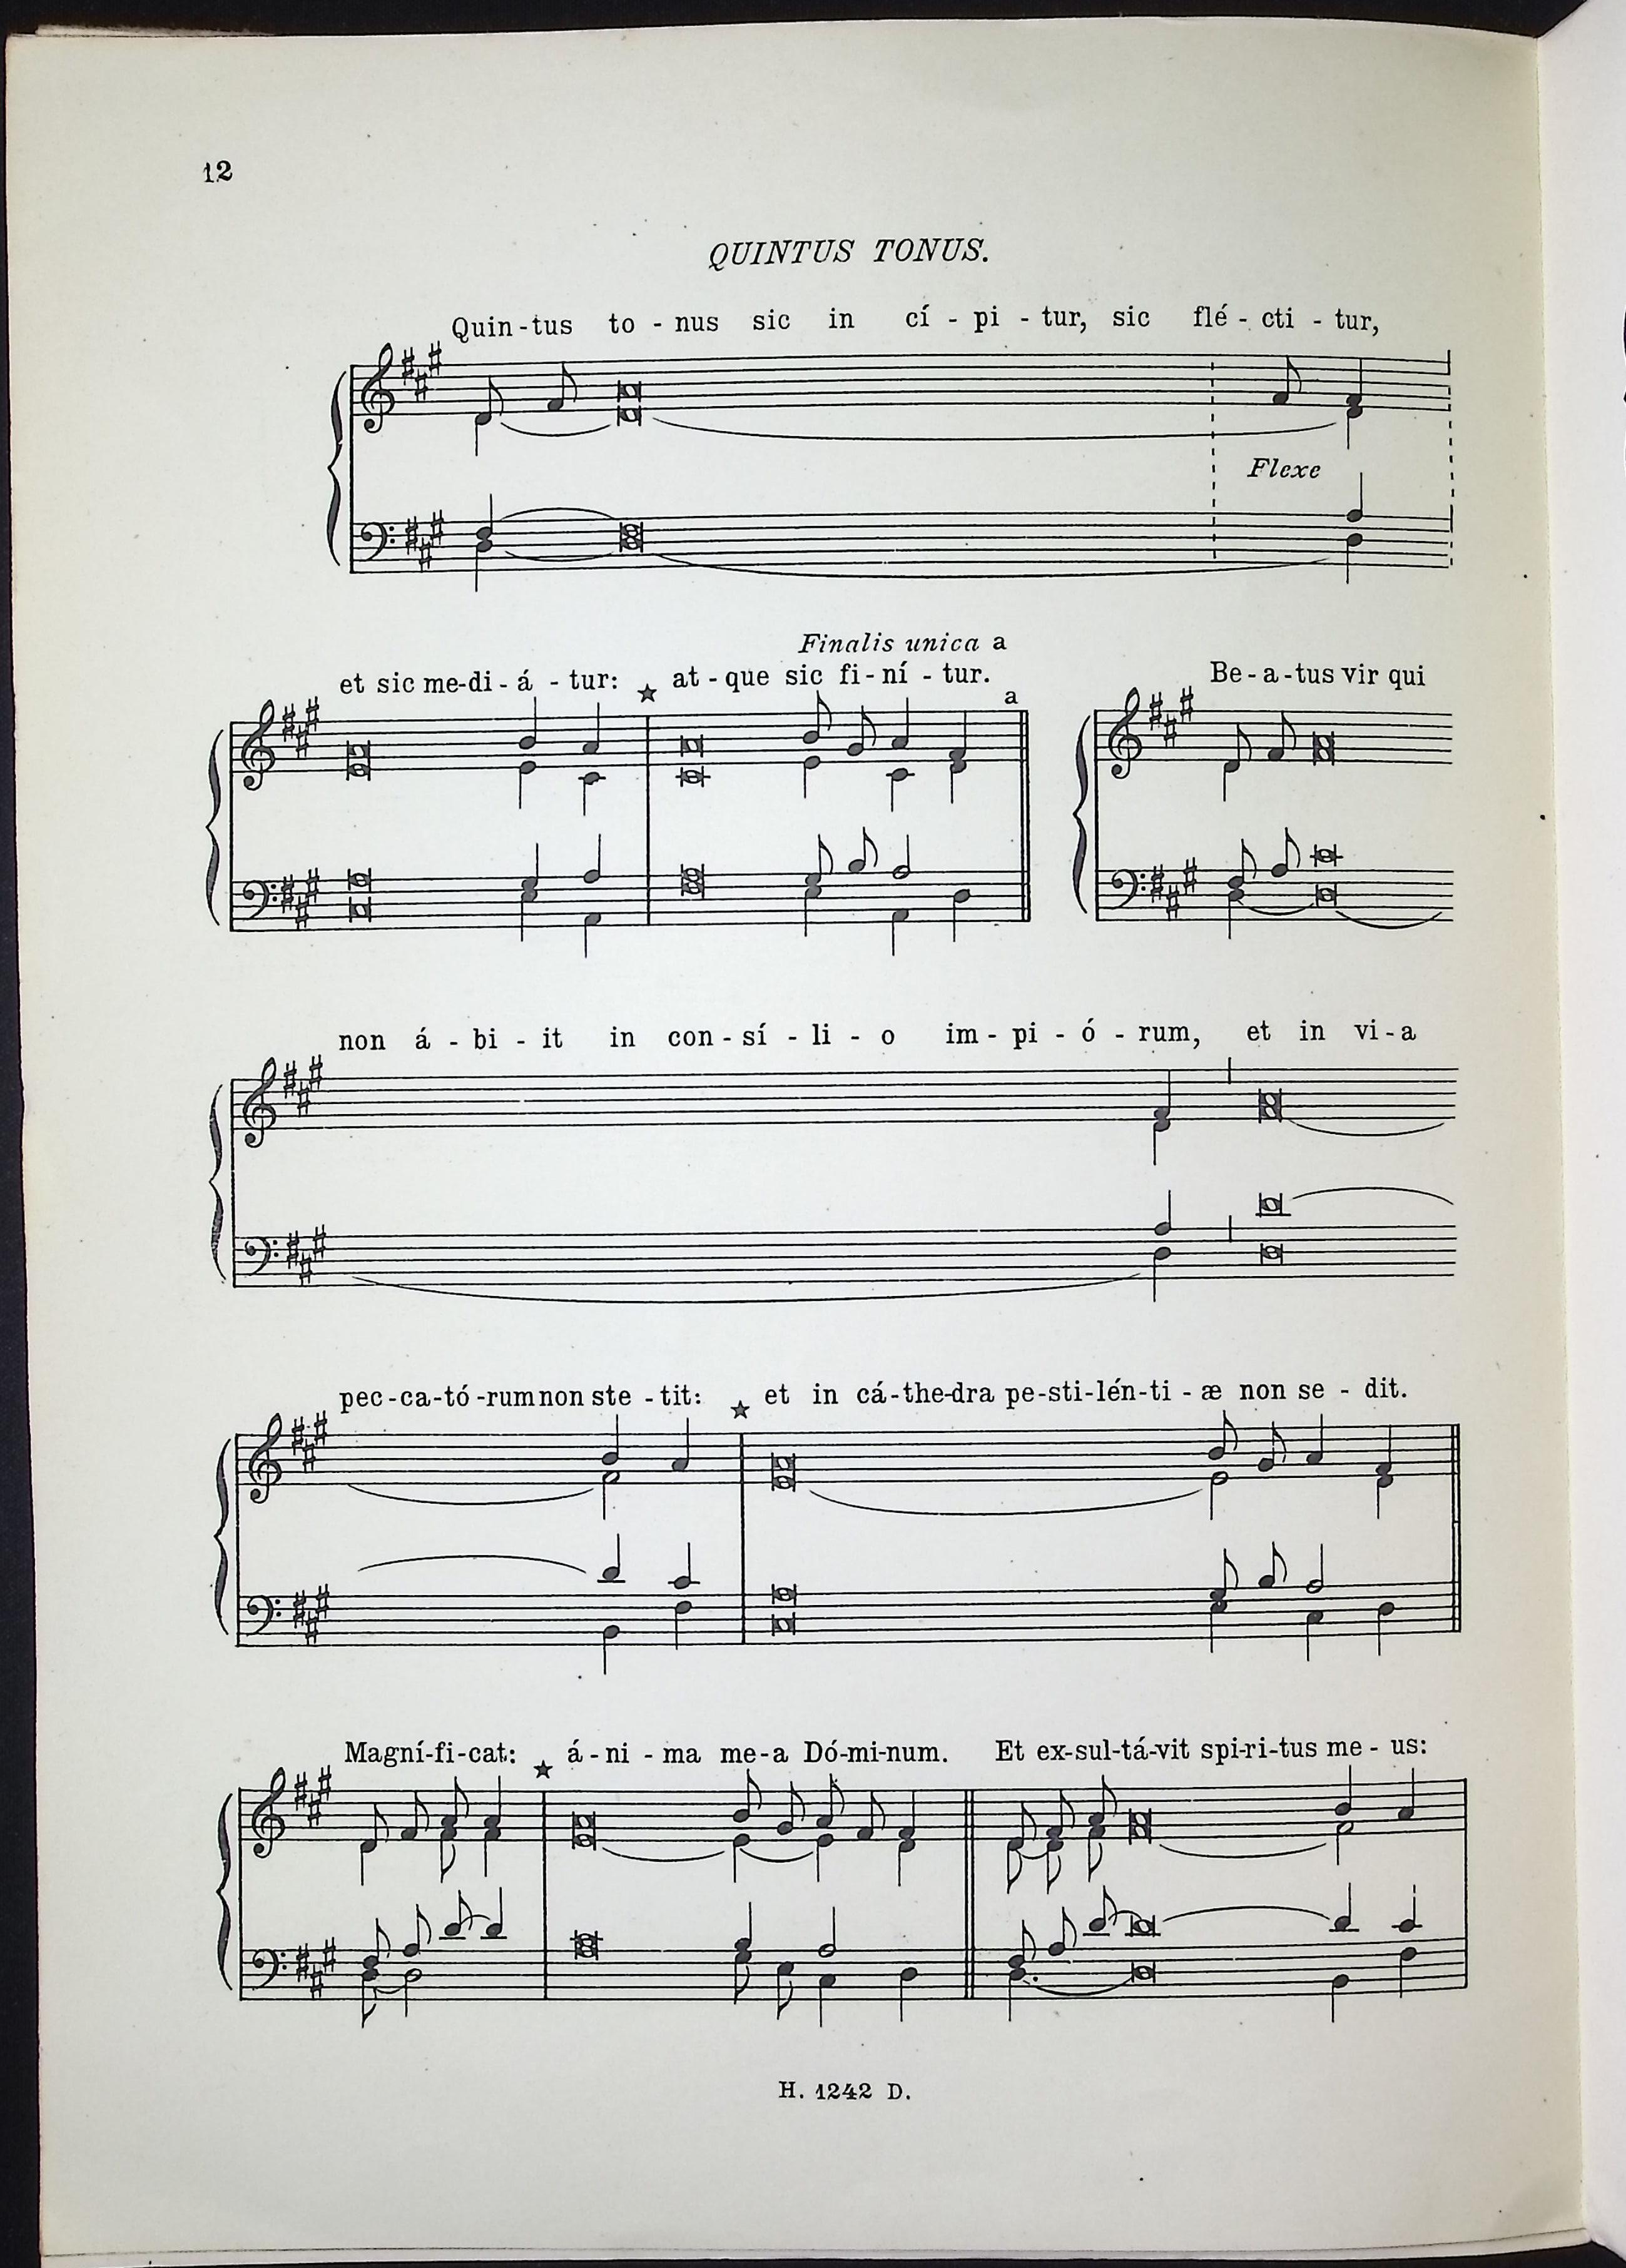 12
QUINTUS TONUS.
Quin-tus to - nus sic in cí - pi - tur, sic flé - cti - tur,
Flexe
Finalis unica a
et sic me-di - á - tur: ★ at - que sic fi - ní - tur. a
Be - a - tus vir qui
non á - bi - it in con - sí - li - o im - pi - ó - rum, et in vi - a
pec - ca - tó - rum non ste - tit: ★ et in cá - the - dra pe - sti - lén - ti - æ non se - dit.
Magní - fi - cat: ★ á - ni - ma me - a Dó - mi - num. Et ex - sul - tá - vit spi - ri - tus me - us:
H. 1242 D.